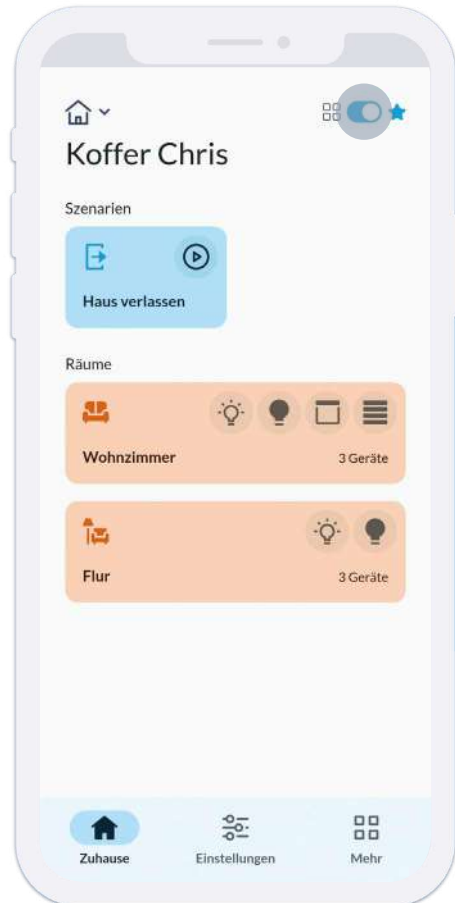 Koffer Chris
Szenarien
Haus verlassen
Räume
Wohnzimmer
3 Geräte
Flur
3 Geräte
Zuhause
Einstellungen
Mehr